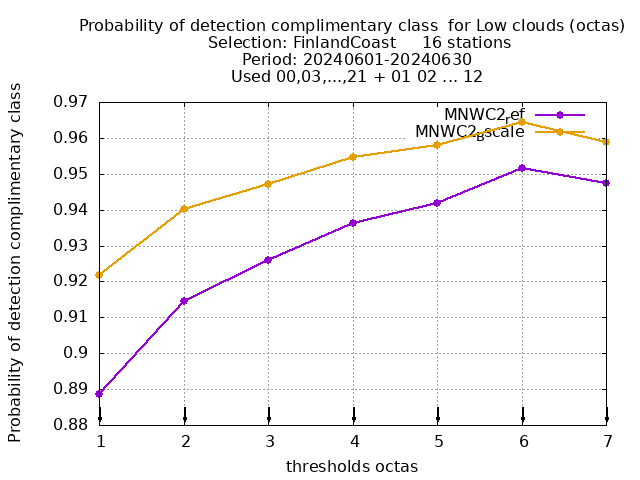 Probability of detection complimentary class  for Low clouds (octas)
Selection: FinlandCoast     16 stations
Period: 20240601-20240630
Used 00,03,...,21 + 01 02 ... 12
Probability of detection complimentary class
0.97
0.96
0.95
0.94
0.93
0.92
0.91
0.9
0.89
0.88
MNWC2ref
MNWC2Bscale
1 2 3 4 5 6 7
thresholds octas